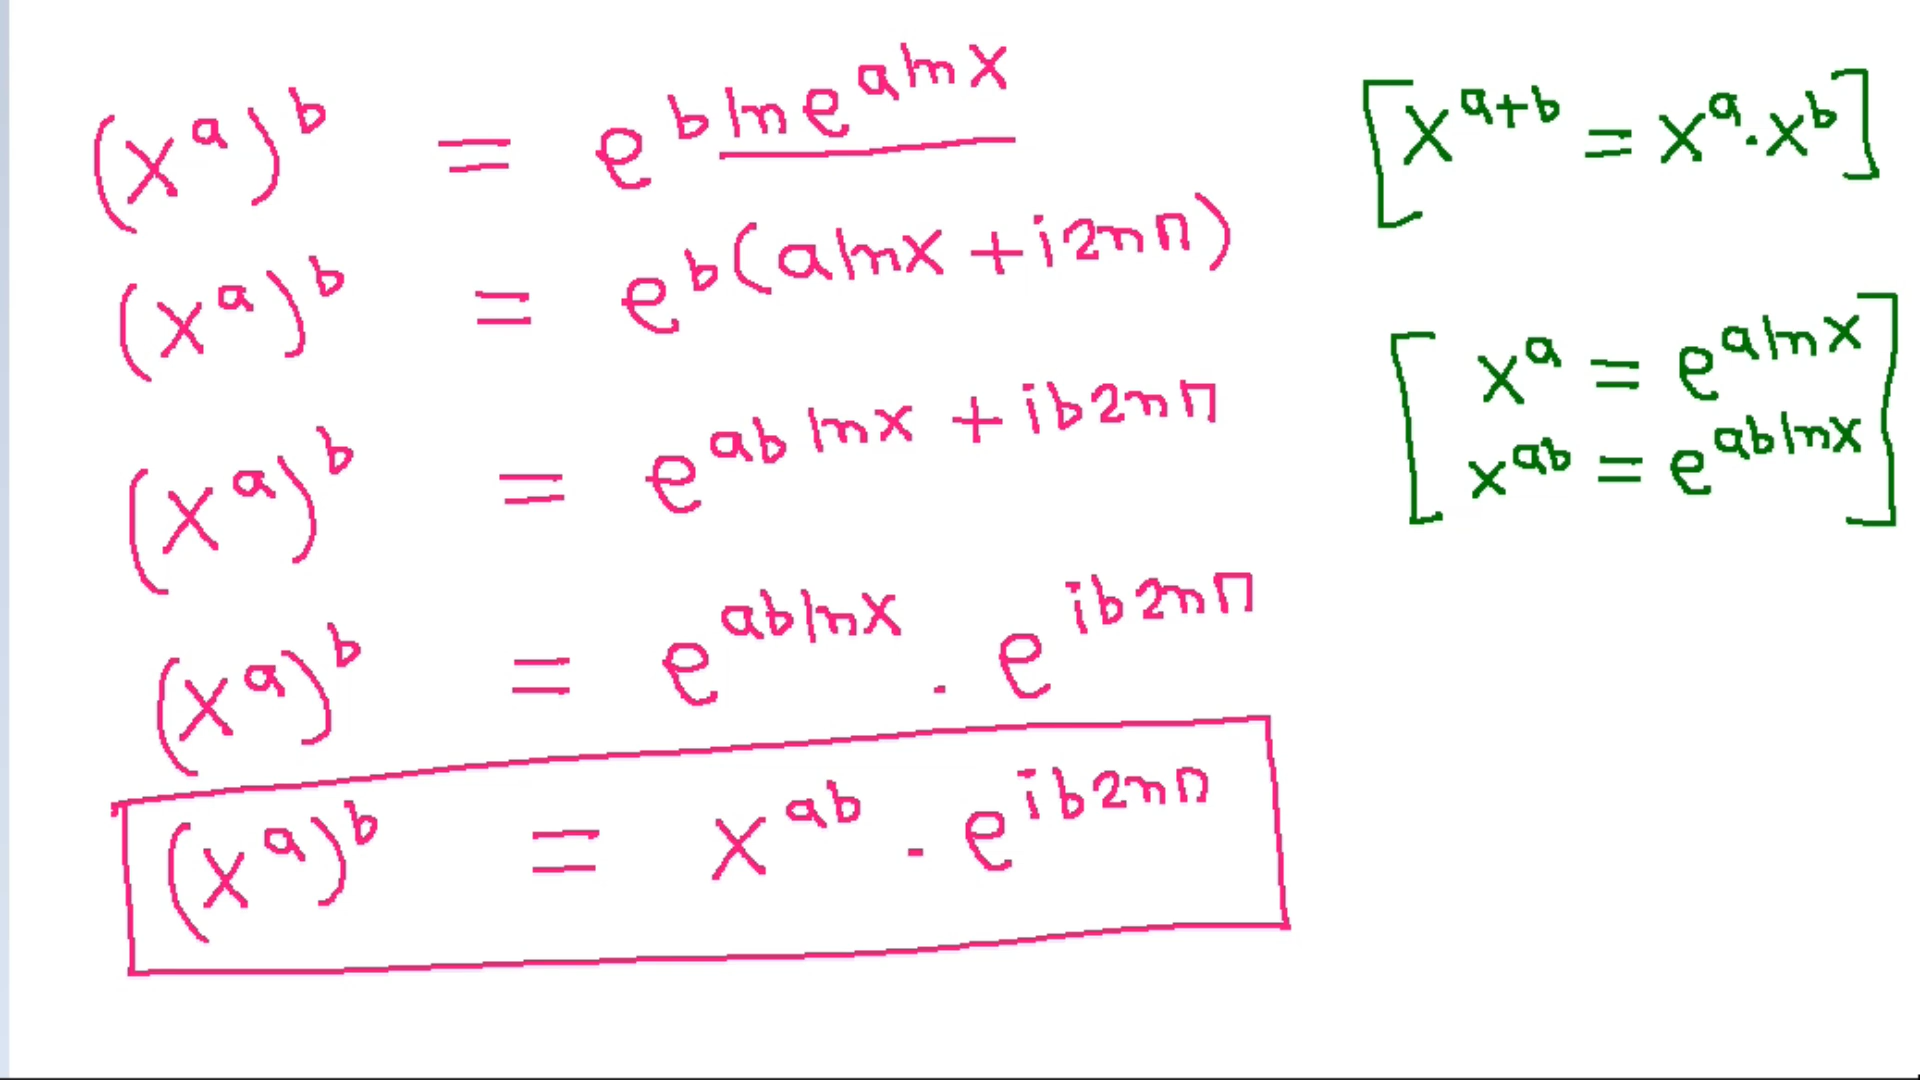 (x^a)^b = e^{b ln e^{a ln x}}
(x^a)^b = e^{b(a ln x + i2nπ)}
(x^a)^b = e^{ab ln x + ib2nπ}
(x^a)^b = e^{ab ln x} . e^{ib2nπ}
(x^a)^b = x^{ab} . e^{ib2nπ}
[x^{a+b} = x^a . x^b]
[x^a = e^{a ln x}
x^{ab} = e^{ab ln x}]